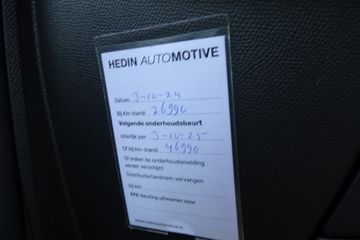 HEDIN AUTOMOTIVE
Datum: 3-10-24
Bij Km stand: 26990
Volgende onderhoudsbeurt
Uiterlijk per: 3-10-25
Of bij km-stand: 46990
Of indien de onderhoudsmelding
eerder verschijnt
Distributie/tandriem vervangen
bij km:
APK-keuring uitvoeren voor
www.hedinautomotive.nl